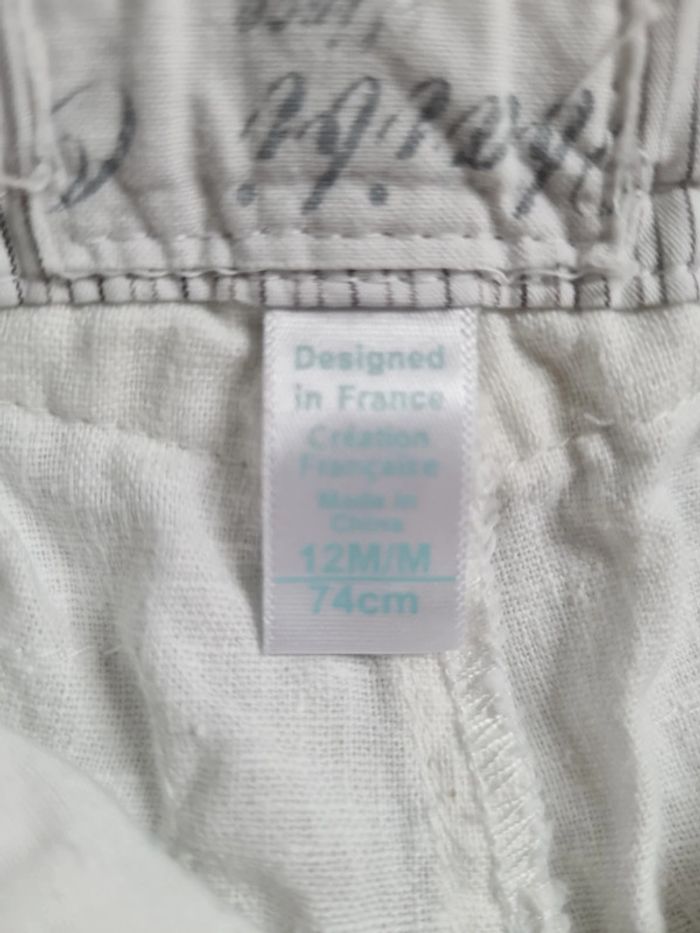 Designed
in France
Création
Française
Made in
China
12M/M
74cm